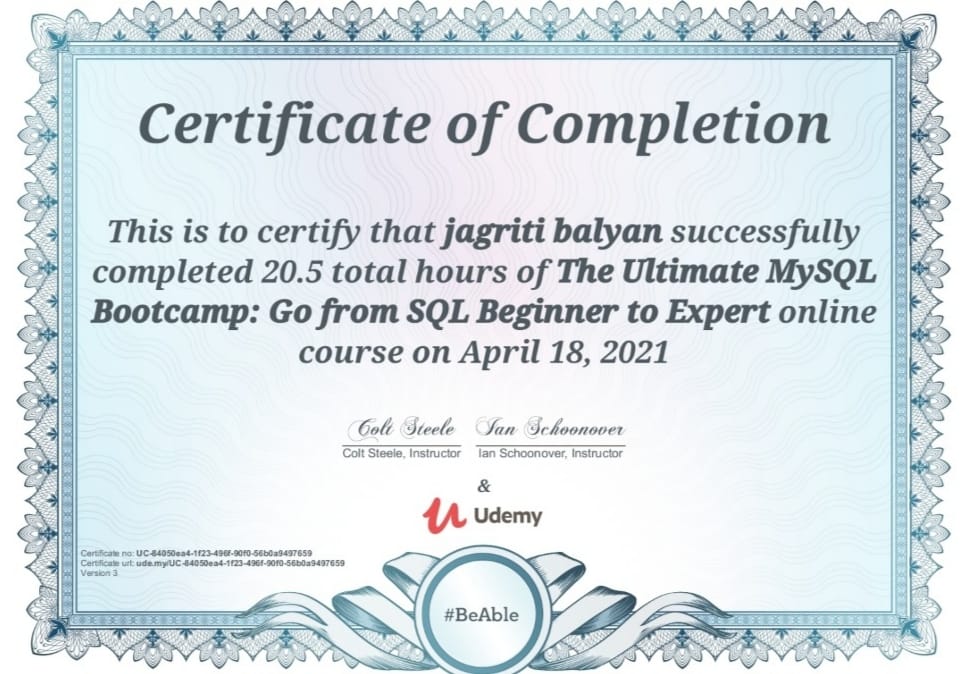 Certificate of Completion
This is to certify that jagriti balyan successfully
completed 20.5 total hours of The Ultimate MySQL
Bootcamp: Go from SQL Beginner to Expert online
course on April 18, 2021
Colt Steele Ian Schoonover
Colt Steele, Instructor Ian Schoonover, Instructor
&
Udemy
Certificate no: UC-84050ea4-1f23-496f-90f0-56b0a9497659
Certificate url: ude.my/UC-84050ea4-1f23-496f-90f0-56b0a9497659
Version 3
#BeAble